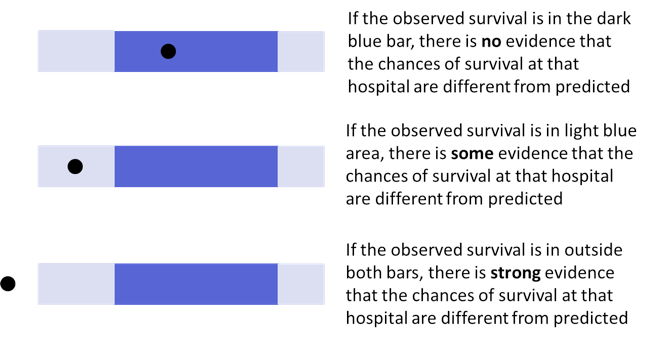 If the observed survival is in the dark
blue bar, there is no evidence that
the chances of survival at that
hospital are different from predicted
If the observed survival is in light blue
area, there is some evidence that the
chances of survival at that hospital
are different from predicted
If the observed survival is in outside
both bars, there is strong evidence
that the chances of survival at that
hospital are different from predicted